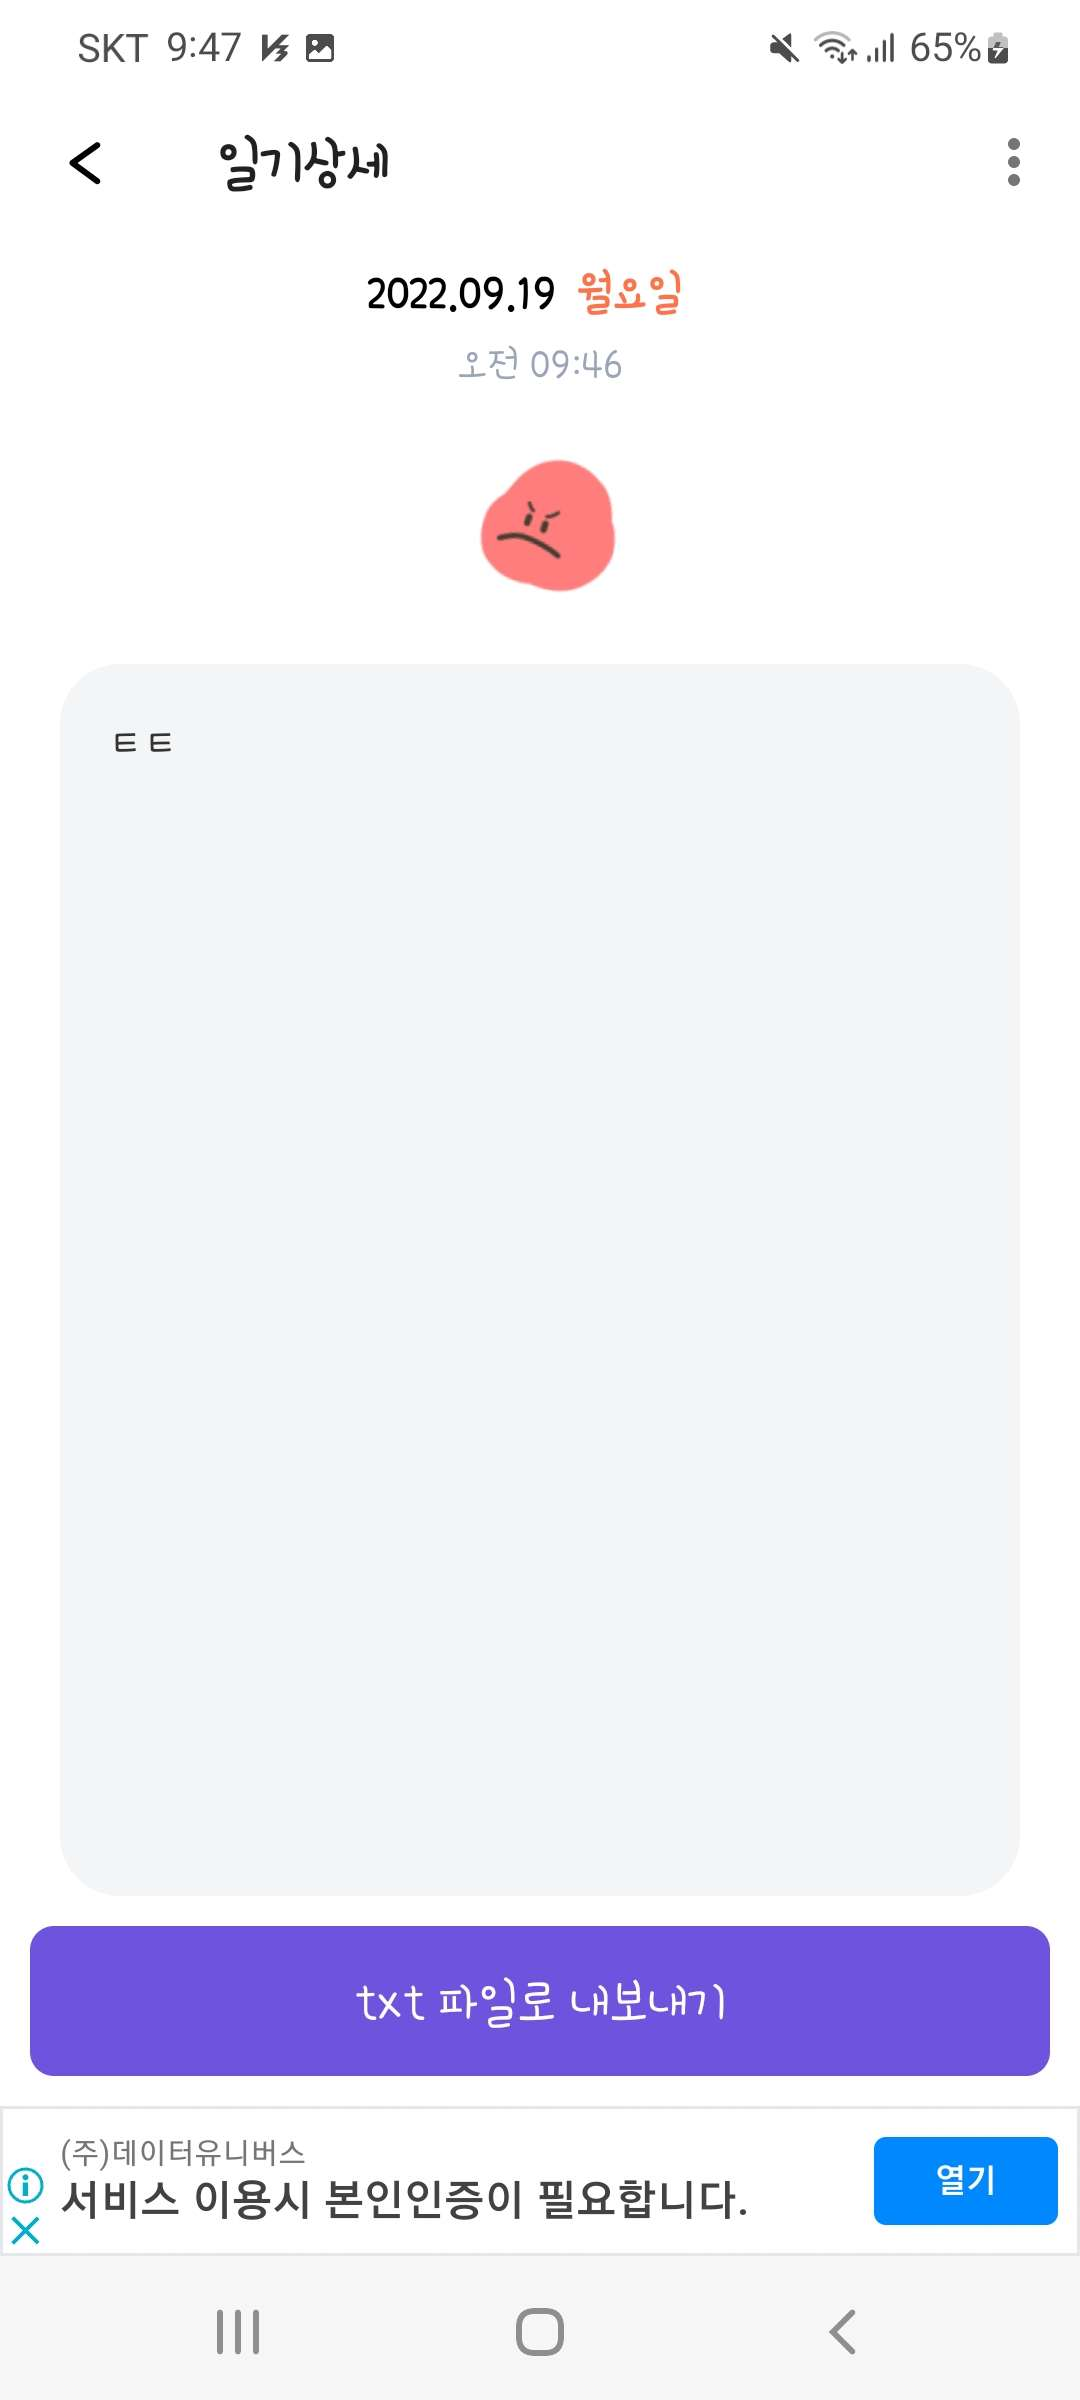 SKT 9:47 65%
일기상세
2022.09.19 월요일
오전 09:46
ㅌㅌ
txt 파일로 내보내기
(주)데이터유니버스
서비스 이용시 본인인증이 필요합니다.
열기